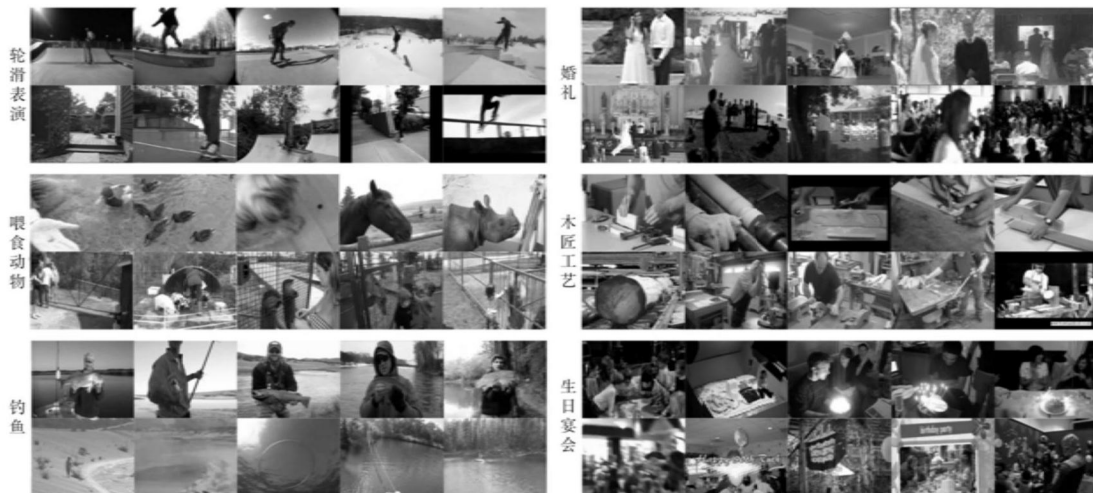 轮滑表演
婚礼
喂食动物
木匠工艺
钓鱼
生日宴会
birthday party